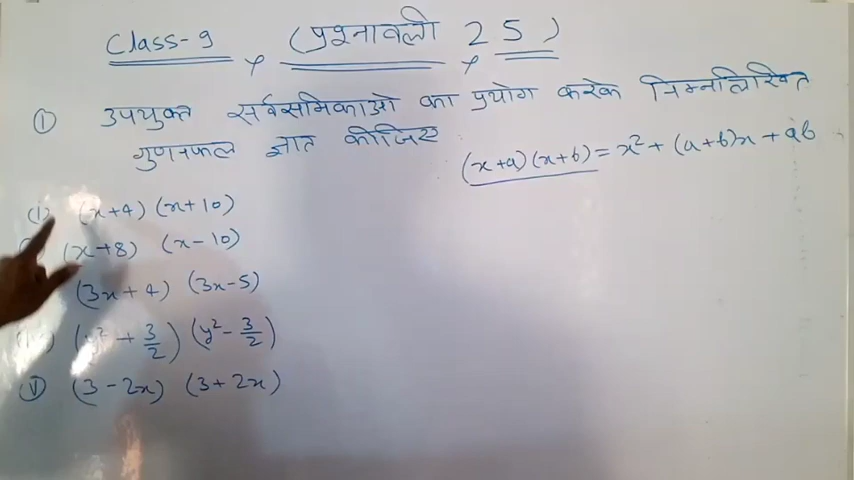 Class-9 (प्रश्नावली 2 5)
① उपयुक्त सर्वसमिकाओ का प्रयोग करके निम्नलिखित
गुणनफल ज्ञात कीजिए
(x+a)(x+b) = x² + (a+b)x + ab
(i) (x+4) (x+10)
(x+8) (x-10)
(3x+4) (3x-5)
(y² + 3/2) (y² - 3/2)
Ⓥ (3-2x) (3+2x)